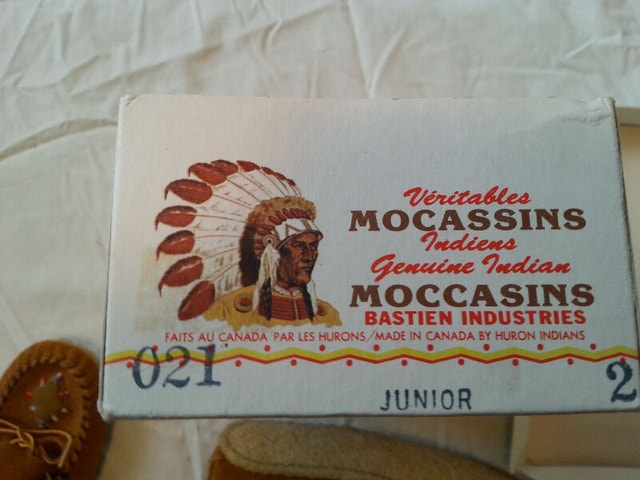 Véritables
MOCASSINS
Indiens
Genuine Indian
MOCCASINS
BASTIEN INDUSTRIES
FAITS AU CANADA PAR LES HURONS/MADE IN CANADA BY HURON INDIANS
021
JUNIOR
2